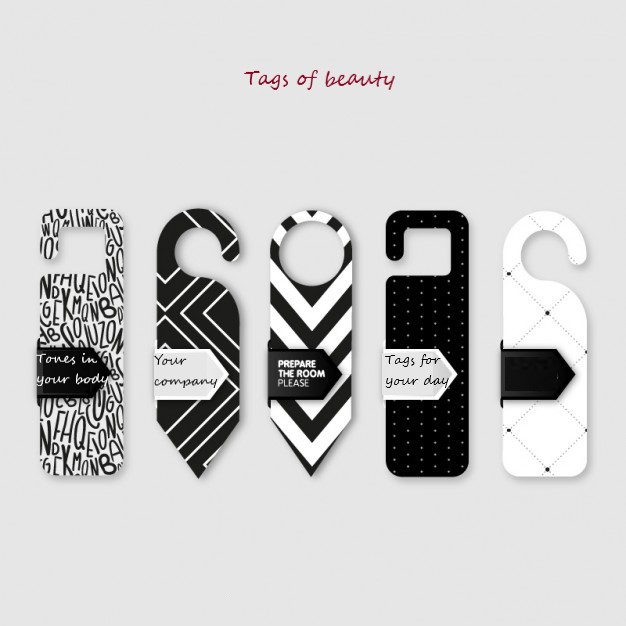 Tags of beauty
Tones in
your body
Your
company
PREPARE
THE ROOM
PLEASE
Tags for
your day